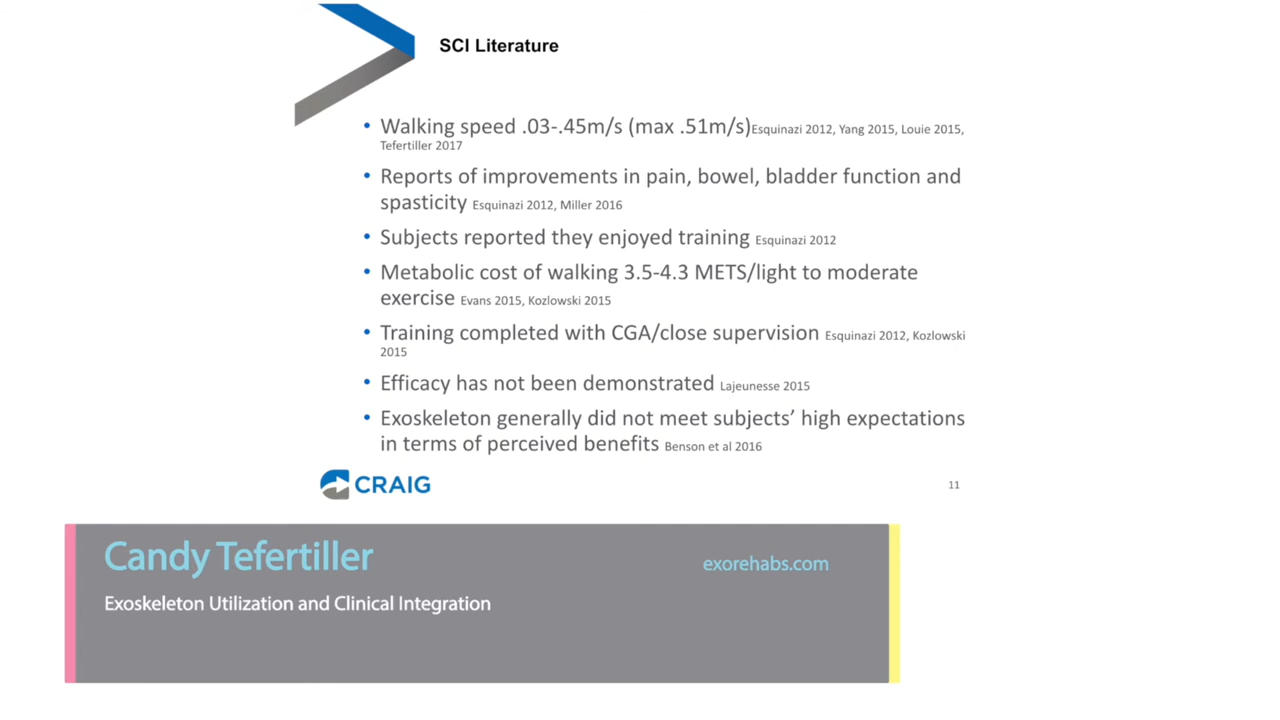 SCI Literature
• Walking speed .03-.45m/s (max .51m/s)Esquinazi 2012, Yang 2015, Louie 2015,
Tefertiller 2017
• Reports of improvements in pain, bowel, bladder function and
spasticity Esquinazi 2012, Miller 2016
• Subjects reported they enjoyed training Esquinazi 2012
• Metabolic cost of walking 3.5-4.3 METS/light to moderate
exercise Evans 2015, Kozlowski 2015
• Training completed with CGA/close supervision Esquinazi 2012, Kozlowski
2015
• Efficacy has not been demonstrated Lajeunesse 2015
• Exoskeleton generally did not meet subjects’ high expectations
in terms of perceived benefits Benson et al 2016
CRAIG
11
Candy Tefertiller
exorehabs.com
Exoskeleton Utilization and Clinical Integration